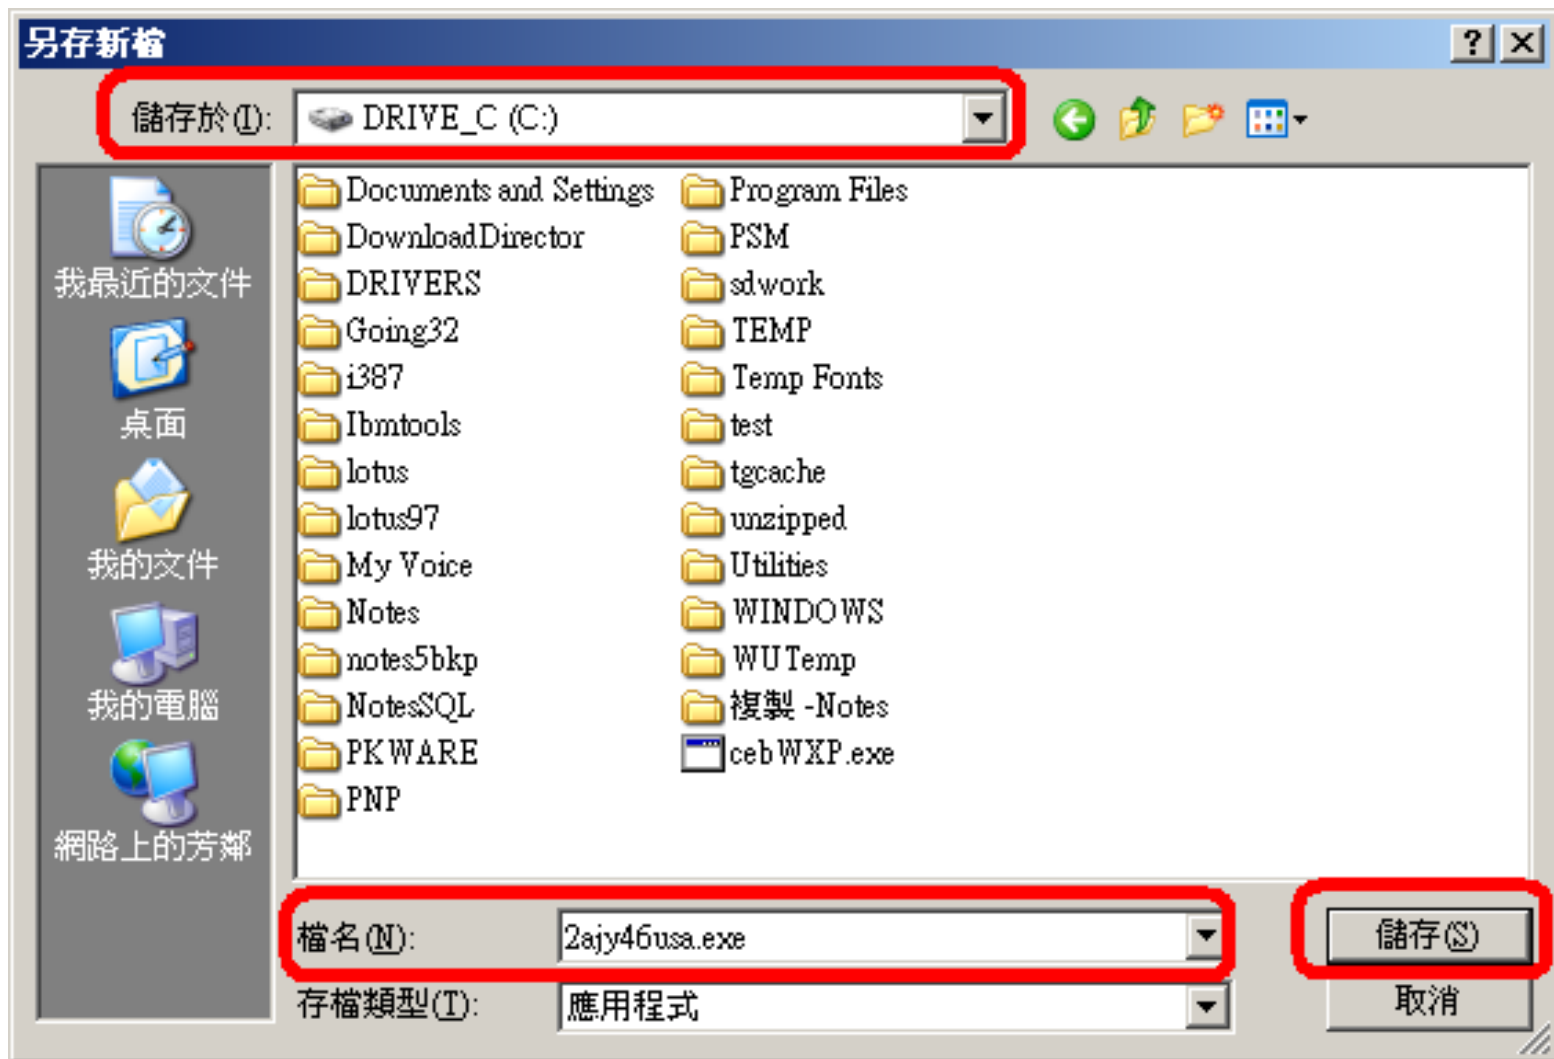 另存新檔
儲存於(I):
DRIVE_C (C:)
我最近的文件
桌面
我的文件
我的電腦
網路上的芳鄰
Documents and Settings
DownloadDirector
DRIVERS
Going32
i387
Ibmtools
lotus
lotus97
My Voice
Notes
notes5bkp
NotesSQL
PKWARE
PNP
Program Files
PSM
sdwork
TEMP
Temp Fonts
test
tgcache
unzipped
Utilities
WINDOWS
WUTemp
複製 -Notes
cebWXP.exe
檔名(N):
2ajy46usa.exe
儲存(S)
存檔類型(T):
應用程式
取消